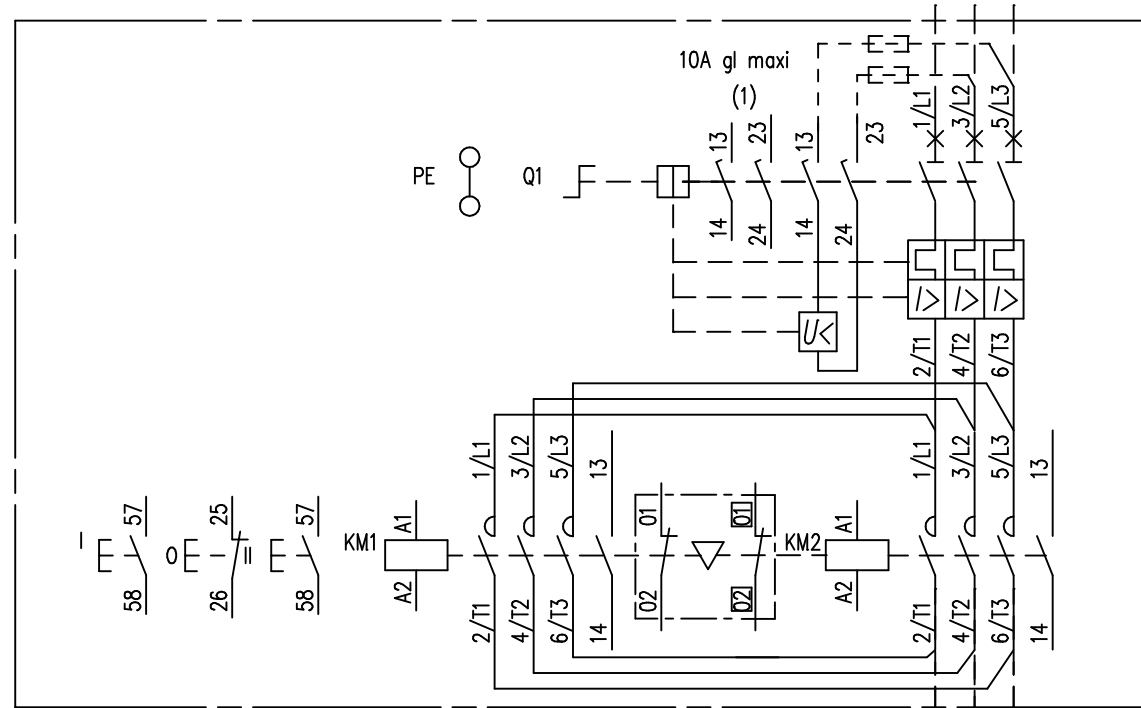 10A gl maxi
(1)
1/L1
3/L2
5/L3
13
23
13
23
PE
Q1
14
24
14
24
U<
I>
I>
I>
2/T1
4/T2
6/T3
1/L1
3/L2
5/L3
13
1/L1
3/L2
5/L3
13
I
57
O
25
II
57
KM1
A1
01
01
KM2
A1
58
26
58
A2
02
02
A2
2/T1
4/T2
6/T3
14
2/T1
4/T2
6/T3
14